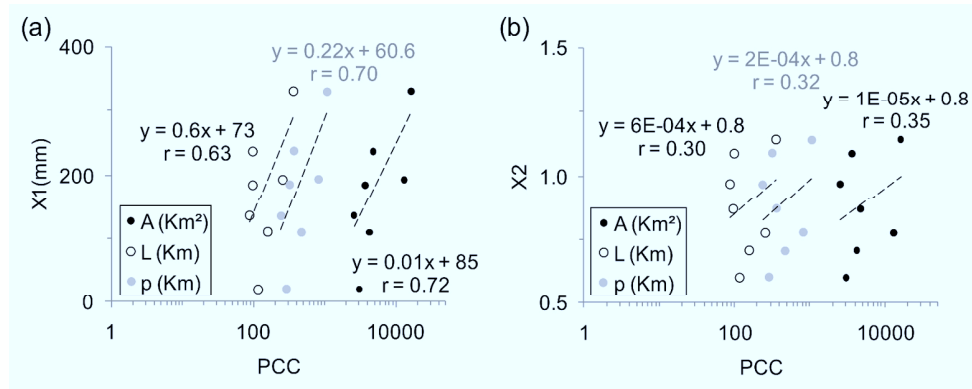 (a)
400
200
0
X1(mm)
y = 0.22x + 60.6
r = 0.70
y = 0.6x + 73
r = 0.63
A (Km²)
L (Km)
p (Km)
y = 0.01x + 85
r = 0.72
1
100
10000
PCC
(b)
1.5
1.0
0.5
X2
y = 2E-04x + 0.8
r = 0.32
y = 1E-05x + 0.8
r = 0.35
y = 6E-04x + 0.8
r = 0.30
A (Km²)
L (Km)
p (Km)
1
100
10000
PCC